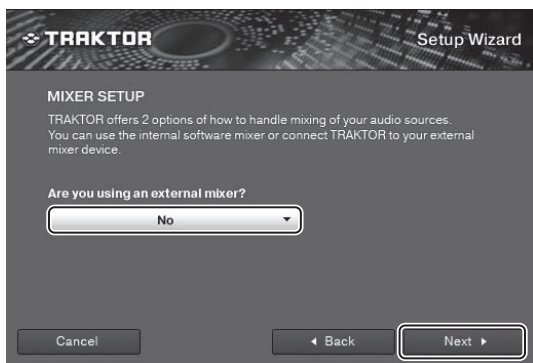 TRAKTOR
Setup Wizard
MIXER SETUP
TRAKTOR offers 2 options of how to handle mixing of your audio sources.
You can use the internal software mixer or connect TRAKTOR to your external
mixer device.
Are you using an external mixer?
No
Cancel
Back
Next